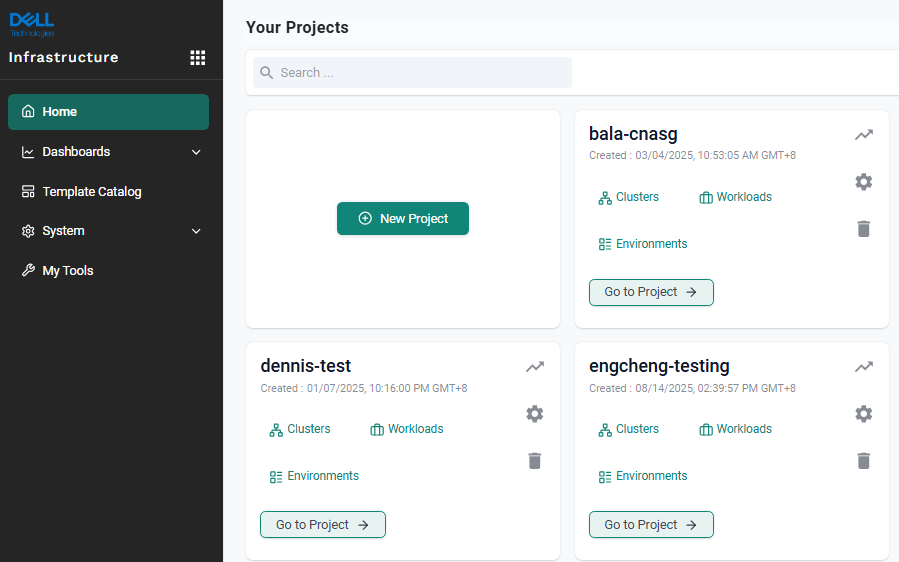 DELL
Technologies
Infrastructure
Home
Dashboards
Template Catalog
System
My Tools
Your Projects
Search ...
New Project
bala-cnasg
Created : 03/04/2025, 10:53:05 AM GMT+8
Clusters
Workloads
Environments
Go to Project
dennis-test
Created : 01/07/2025, 10:16:00 PM GMT+8
Clusters
Workloads
Environments
Go to Project
engcheng-testing
Created : 08/14/2025, 02:39:57 PM GMT+8
Clusters
Workloads
Environments
Go to Project